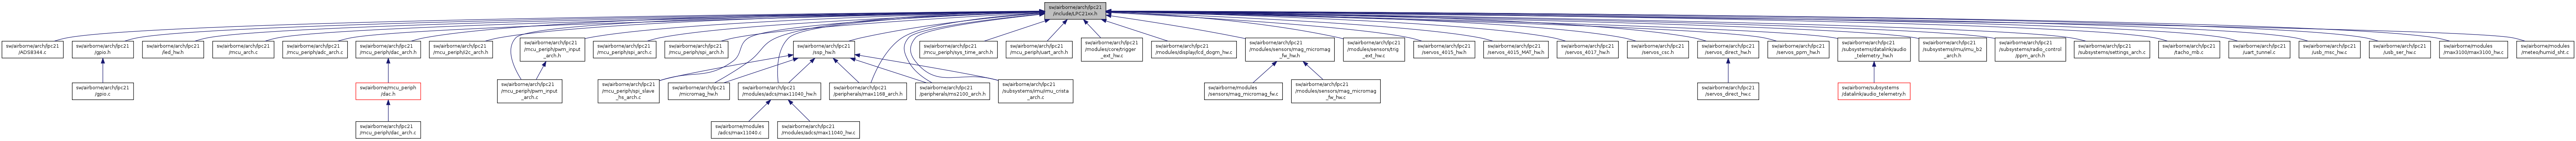 sw/airborne/arch/lpc21
/include/LPC21xx.h
sw/airborne/arch/lpc21
/ADS8344.c
sw/airborne/arch/lpc21
/gpio.h
sw/airborne/arch/lpc21
/led_hw.h
sw/airborne/arch/lpc21
/mcu_arch.c
sw/airborne/arch/lpc21
/mcu_periph/adc_arch.c
sw/airborne/arch/lpc21
/mcu_periph/dac_arch.h
sw/airborne/arch/lpc21
/mcu_periph/i2c_arch.h
sw/airborne/arch/lpc21
/mcu_periph/pwm_input
_arch.h
sw/airborne/arch/lpc21
/mcu_periph/spi_arch.c
sw/airborne/arch/lpc21
/mcu_periph/spi_arch.h
sw/airborne/arch/lpc21
/ssp_hw.h
sw/airborne/arch/lpc21
/mcu_periph/sys_time_arch.h
sw/airborne/arch/lpc21
/mcu_periph/uart_arch.h
sw/airborne/arch/lpc21
/modules/core/trigger
_ext_hw.c
sw/airborne/arch/lpc21
/modules/display/lcd_dogm_hw.c
sw/airborne/arch/lpc21
/modules/sensors/mag_micromag
_fw_hw.h
sw/airborne/arch/lpc21
/modules/sensors/trig
_ext_hw.c
sw/airborne/arch/lpc21
/servos_4015_hw.h
sw/airborne/arch/lpc21
/servos_4015_MAT_hw.h
sw/airborne/arch/lpc21
/servos_4017_hw.h
sw/airborne/arch/lpc21
/servos_csc.h
sw/airborne/arch/lpc21
/servos_direct_hw.h
sw/airborne/arch/lpc21
/servos_ppm_hw.h
sw/airborne/arch/lpc21
/subsystems/datalink/audio
_telemetry_hw.h
sw/airborne/arch/lpc21
/subsystems/imu/imu_b2
_arch.h
sw/airborne/arch/lpc21
/subsystems/radio_control
/ppm_arch.h
sw/airborne/arch/lpc21
/subsystems/settings_arch.c
sw/airborne/arch/lpc21
/tacho_mb.c
sw/airborne/arch/lpc21
/uart_tunnel.c
sw/airborne/arch/lpc21
/usb_msc_hw.c
sw/airborne/arch/lpc21
/usb_ser_hw.c
sw/airborne/modules
/max3100/max3100_hw.c
sw/airborne/modules
/meteo/humid_sht.c
sw/airborne/arch/lpc21
/gpio.c
sw/airborne/mcu_periph
/dac.h
sw/airborne/arch/lpc21
/mcu_periph/pwm_input
_arch.c
sw/airborne/arch/lpc21
/mcu_periph/spi_slave
_hs_arch.c
sw/airborne/arch/lpc21
/micromag_hw.h
sw/airborne/arch/lpc21
/modules/adcs/max11040_hw.h
sw/airborne/arch/lpc21
/peripherals/max1168_arch.h
sw/airborne/arch/lpc21
/peripherals/ms2100_arch.h
sw/airborne/arch/lpc21
/subsystems/imu/imu_crista
_arch.c
sw/airborne/modules
/sensors/mag_micromag_fw.c
sw/airborne/arch/lpc21
/modules/sensors/mag_micromag
_fw_hw.c
sw/airborne/arch/lpc21
/servos_direct_hw.c
sw/airborne/subsystems
/datalink/audio_telemetry.h
sw/airborne/arch/lpc21
/mcu_periph/dac_arch.c
sw/airborne/modules
/adcs/max11040.c
sw/airborne/arch/lpc21
/modules/adcs/max11040_hw.c